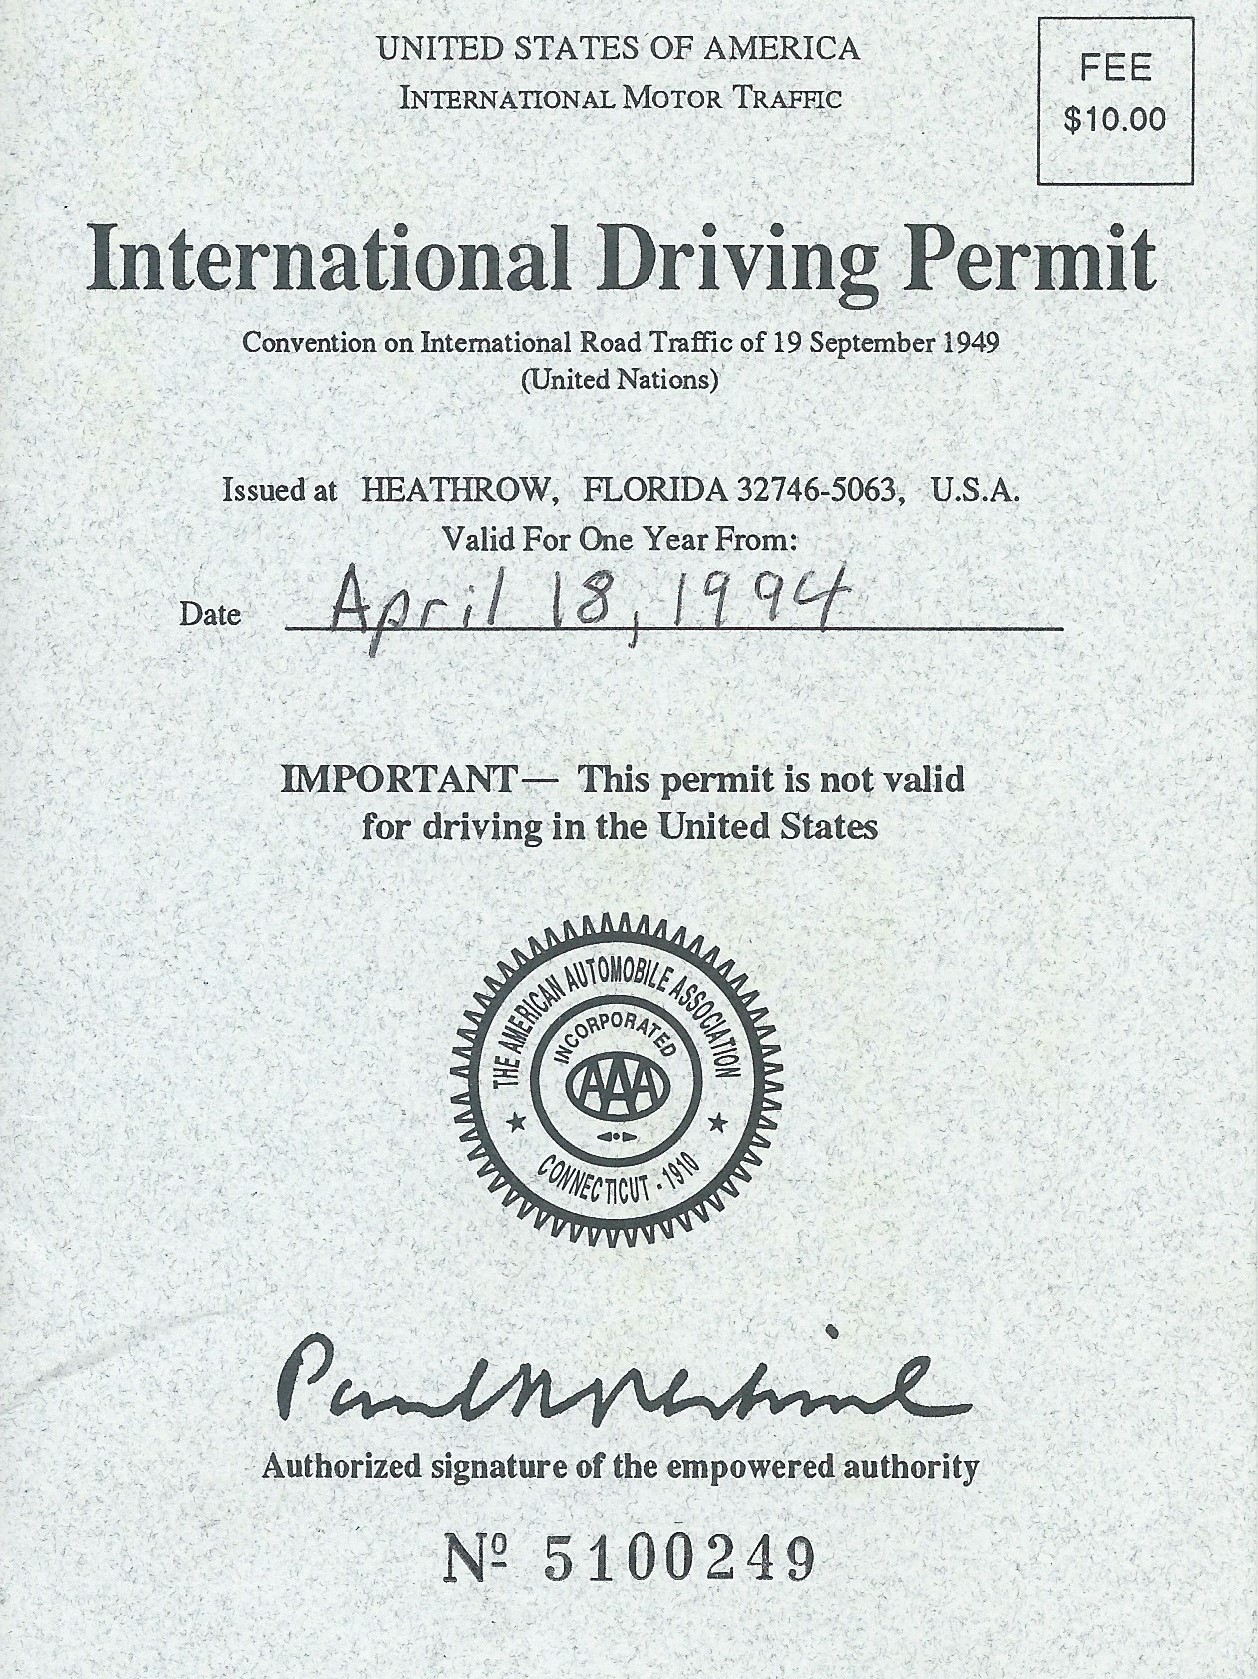 UNITED STATES OF AMERICA
INTERNATIONAL MOTOR TRAFFIC
FEE
$10.00
International Driving Permit
Convention on International Road Traffic of 19 September 1949
(United Nations)
Issued at HEATHROW, FLORIDA 32746-5063, U.S.A.
Valid For One Year From:
Date April 18, 1994
IMPORTANT— This permit is not valid
for driving in the United States
THE AMERICAN AUTOMOBILE ASSOCIATION
INCORPORATED
AAA
CONNECTICUT - 1910
Authorized signature of the empowered authority
Nº 5100249